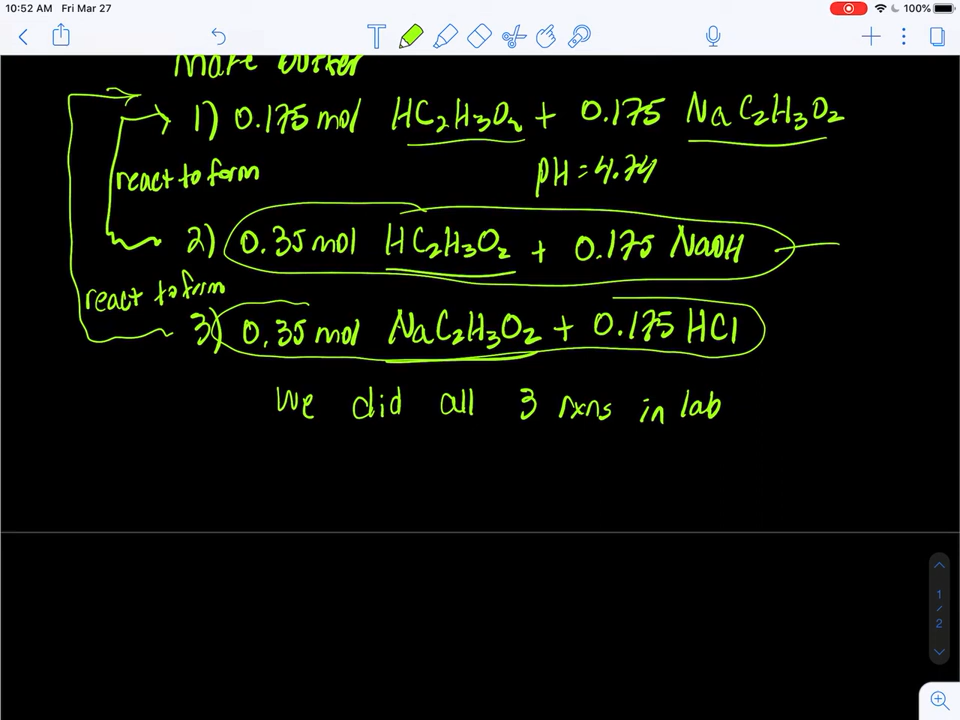 10:52 AM Fri Mar 27
100%
T
Make buffer
1) 0.175 mol HC₂H₃O₂ + 0.175 NaC₂H₃O₂
react to form
pH = 4.74
2) 0.35 mol HC₂H₃O₂ + 0.175 NaOH
react to form
3) 0.35 mol NaC₂H₃O₂ + 0.175 HCl
We did all 3 rxns in lab
1
/
2